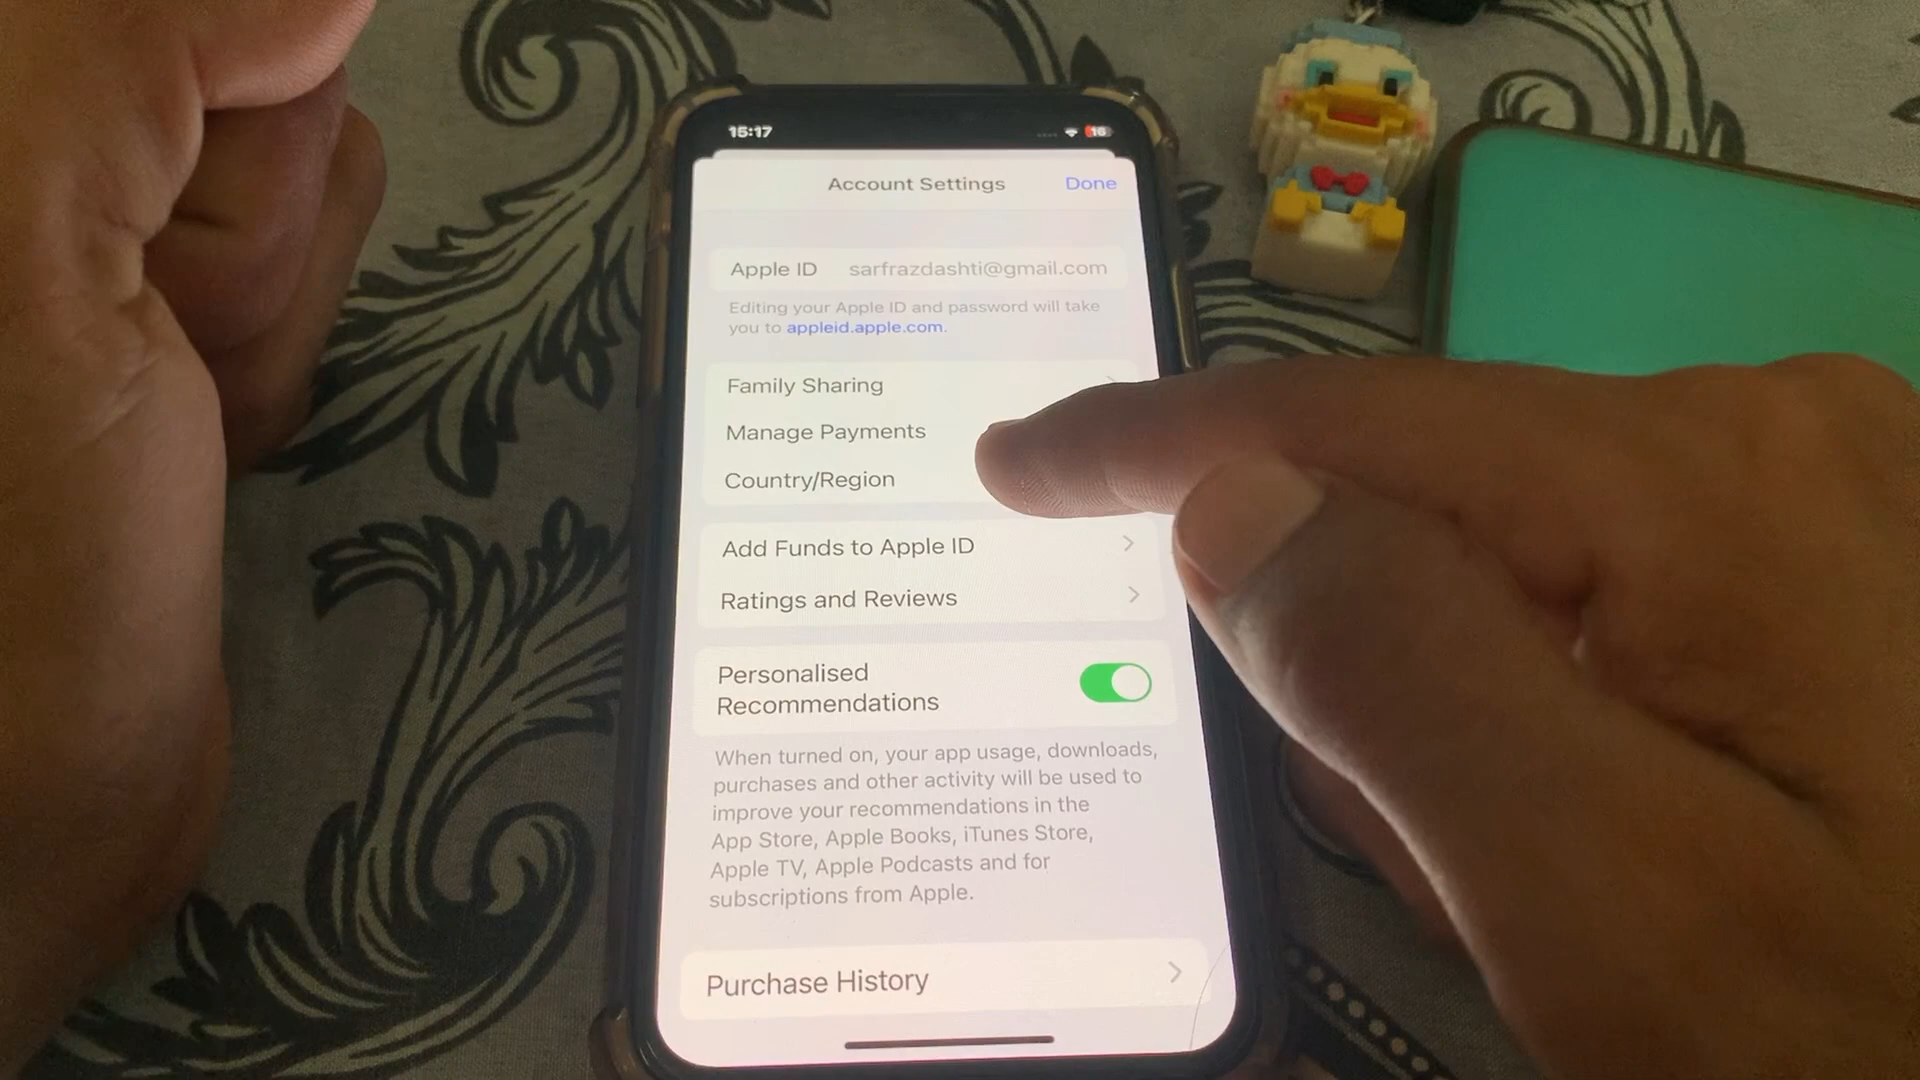 15:17
16
Account Settings
Done
Apple ID sarfrazdashti@gmail.com
Editing your Apple ID and password will take
you to appleid.apple.com.
Family Sharing
Manage Payments
Country/Region
Add Funds to Apple ID
Ratings and Reviews
Personalised
Recommendations
When turned on, your app usage, downloads,
purchases and other activity will be used to
improve your recommendations in the
App Store, Apple Books, iTunes Store,
Apple TV, Apple Podcasts and for
subscriptions from Apple.
Purchase History